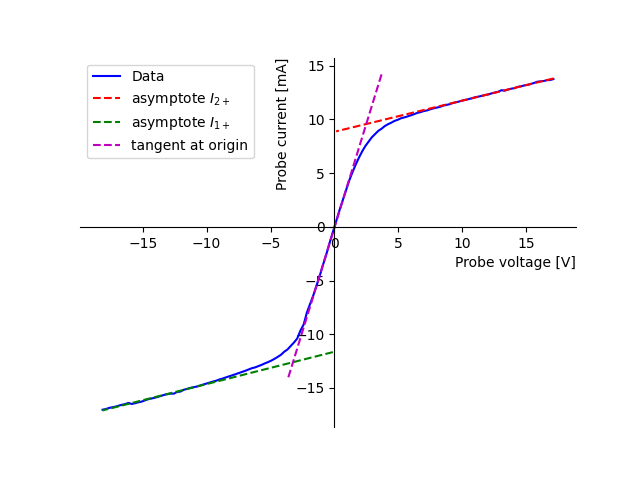 Data
asymptote I2+
asymptote I1+
tangent at origin
Probe current [mA]
15
10
5
0
−5
−10
−15
−15 −10 −5 0 5 10 15
Probe voltage [V]